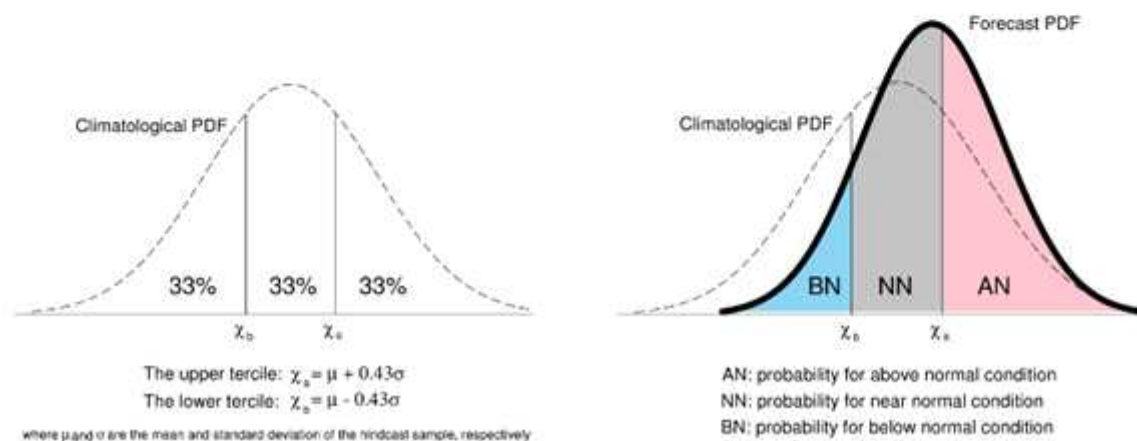 Climatological PDF
33% 33% 33%
χb χa
The upper tercile: χa = μ + 0.43σ
The lower tercile: χb = μ - 0.43σ
where μ and σ are the mean and standard deviation of the hindcast sample, respectively
Forecast PDF
Climatological PDF
BN NN AN
χb χa
AN: probability for above normal condition
NN: probability for near normal condition
BN: probability for below normal condition